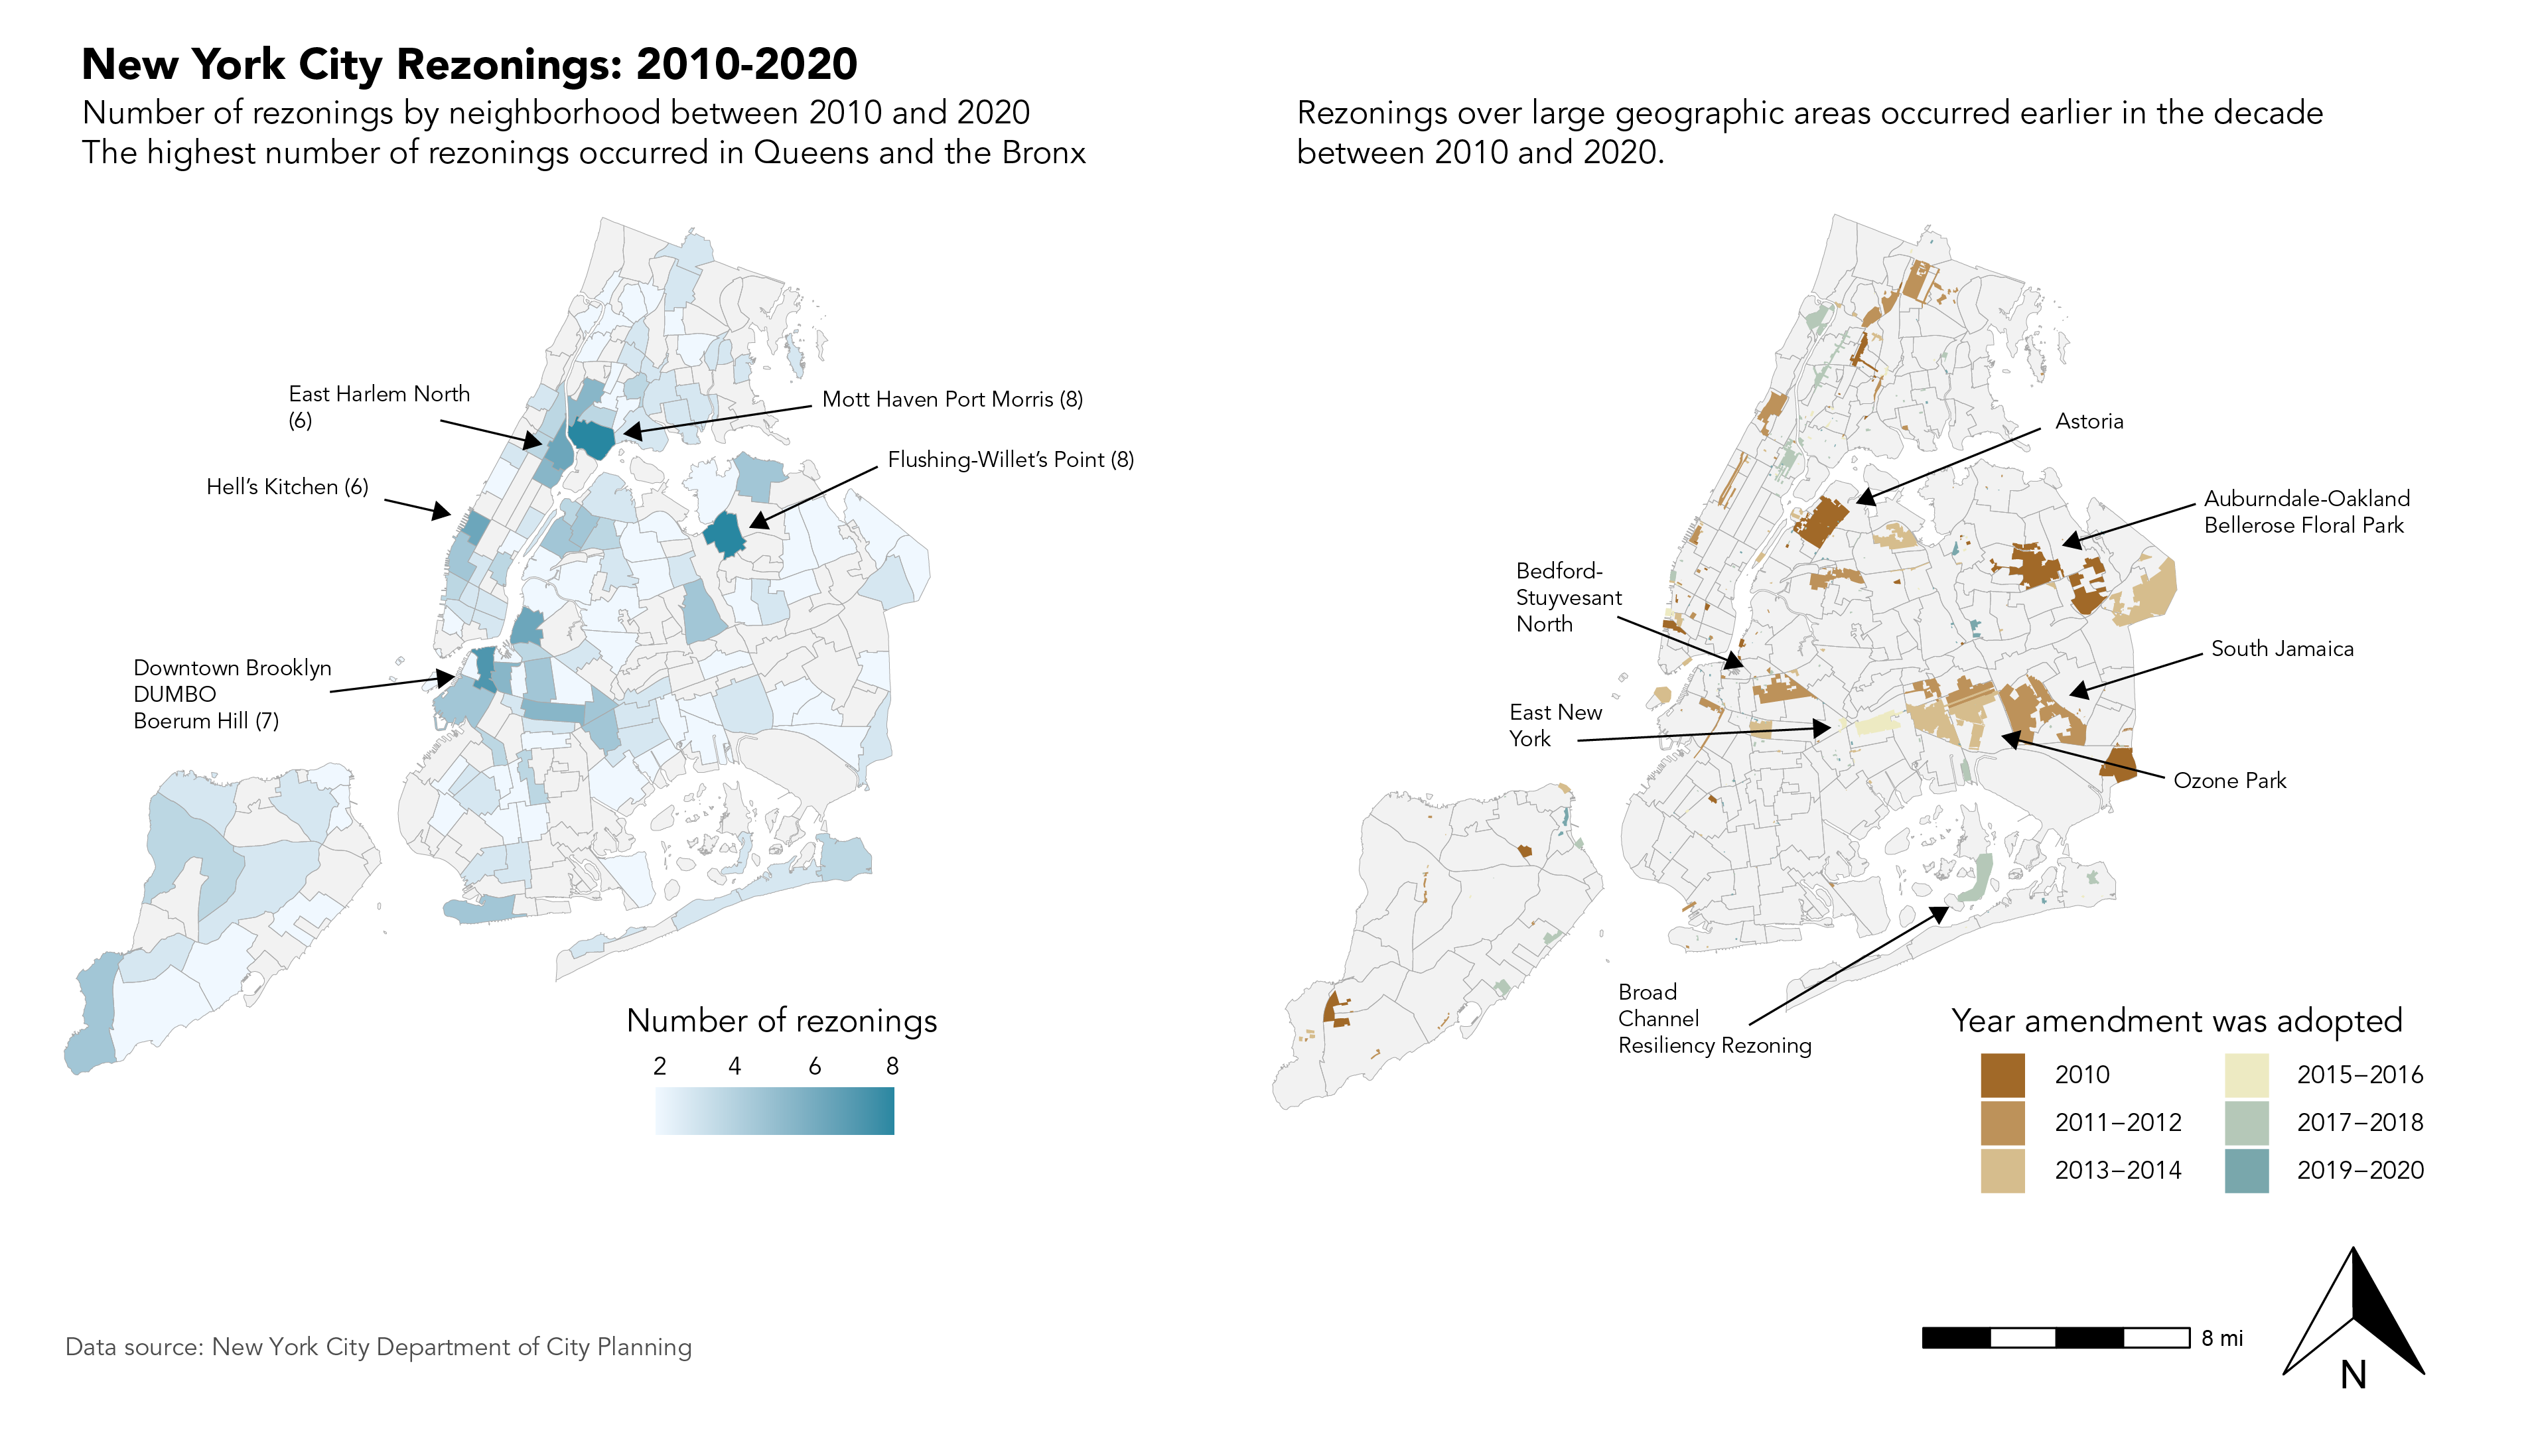 New York City Rezonings: 2010-2020
Number of rezonings by neighborhood between 2010 and 2020
The highest number of rezonings occurred in Queens and the Bronx
East Harlem North
(6)
Mott Haven Port Morris (8)
Flushing-Willet’s Point (8)
Hell’s Kitchen (6)
Downtown Brooklyn
DUMBO
Boerum Hill (7)
Number of rezonings
2 4 6 8
Rezonings over large geographic areas occurred earlier in the decade
between 2010 and 2020.
Astoria
Auburndale-Oakland
Bellerose Floral Park
Bedford-
Stuyvesant
North
South Jamaica
East New
York
Ozone Park
Broad
Channel
Resiliency Rezoning
Year amendment was adopted
2010
2011–2012
2013–2014
2015–2016
2017–2018
2019–2020
8 mi
N
Data source: New York City Department of City Planning